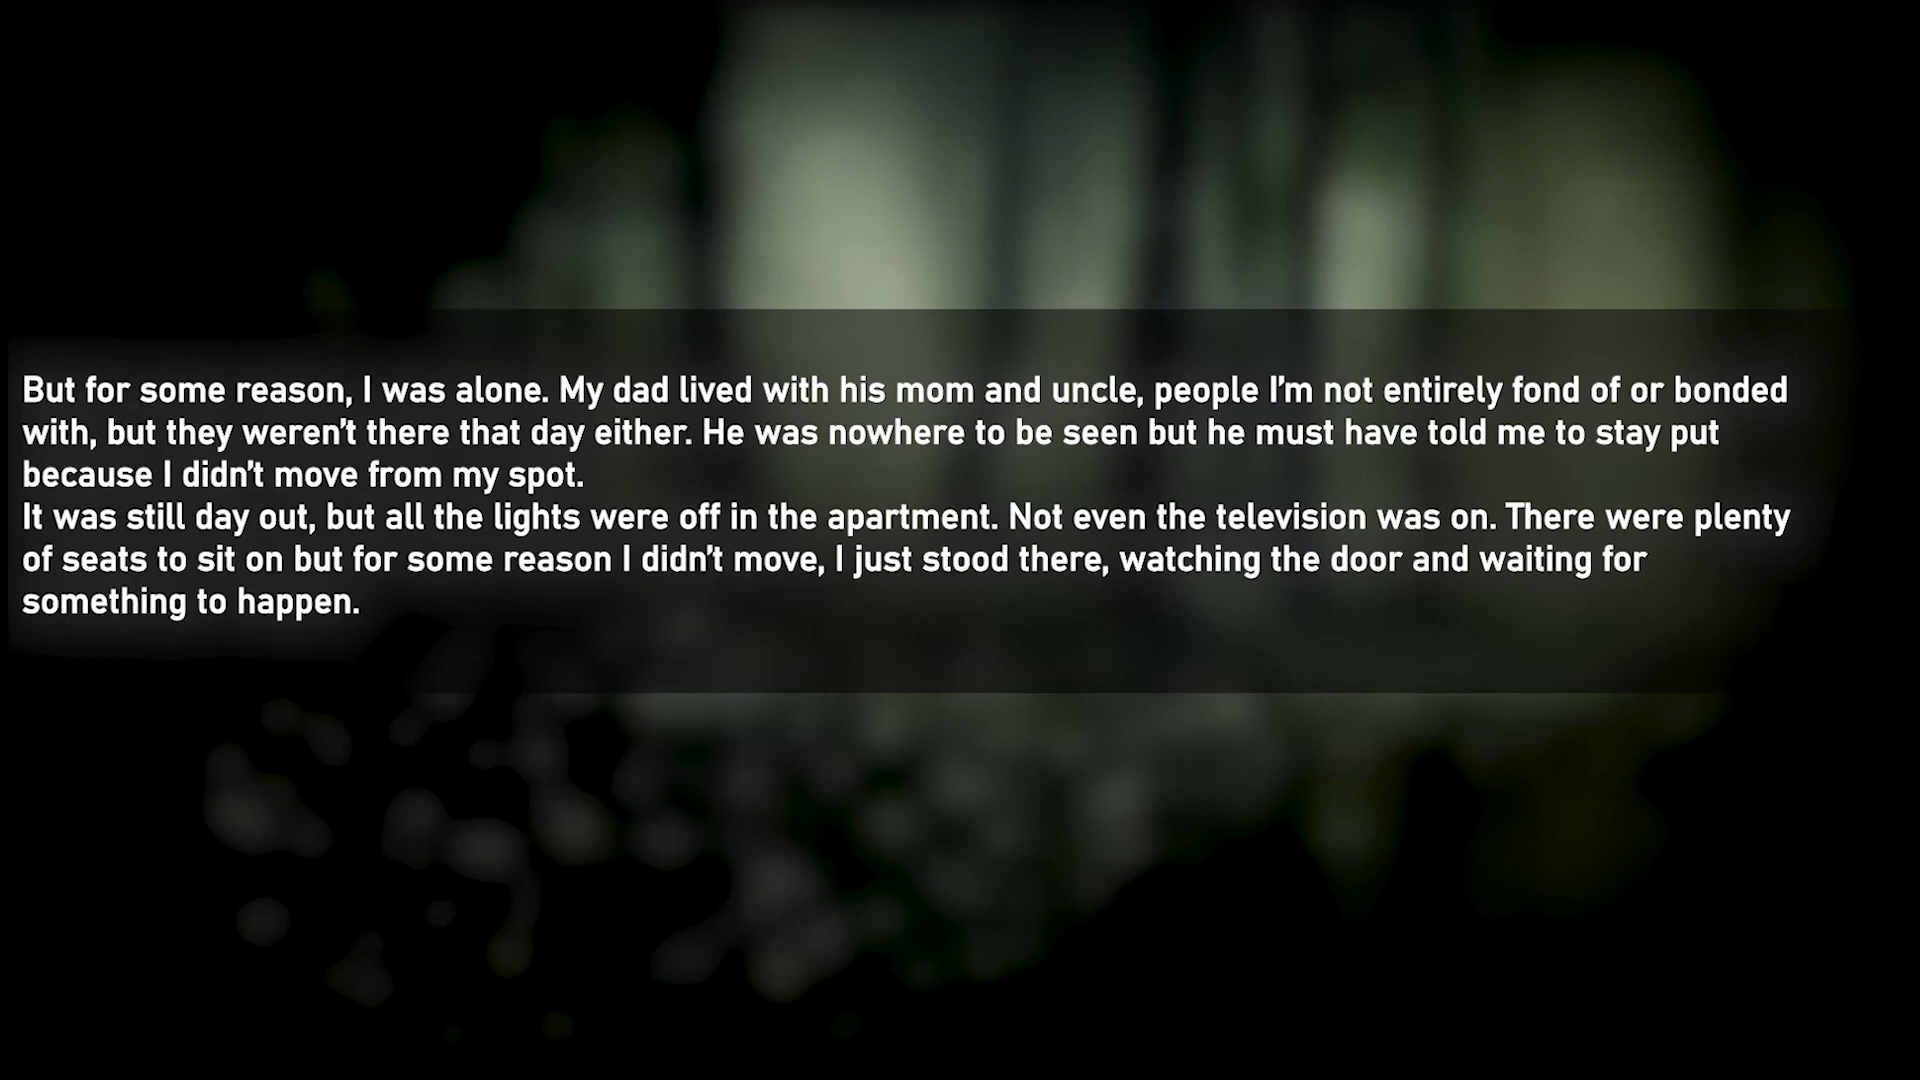 But for some reason, I was alone. My dad lived with his mom and uncle, people I’m not entirely fond of or bonded
with, but they weren’t there that day either. He was nowhere to be seen but he must have told me to stay put
because I didn’t move from my spot.
It was still day out, but all the lights were off in the apartment. Not even the television was on. There were plenty
of seats to sit on but for some reason I didn’t move, I just stood there, watching the door and waiting for
something to happen.